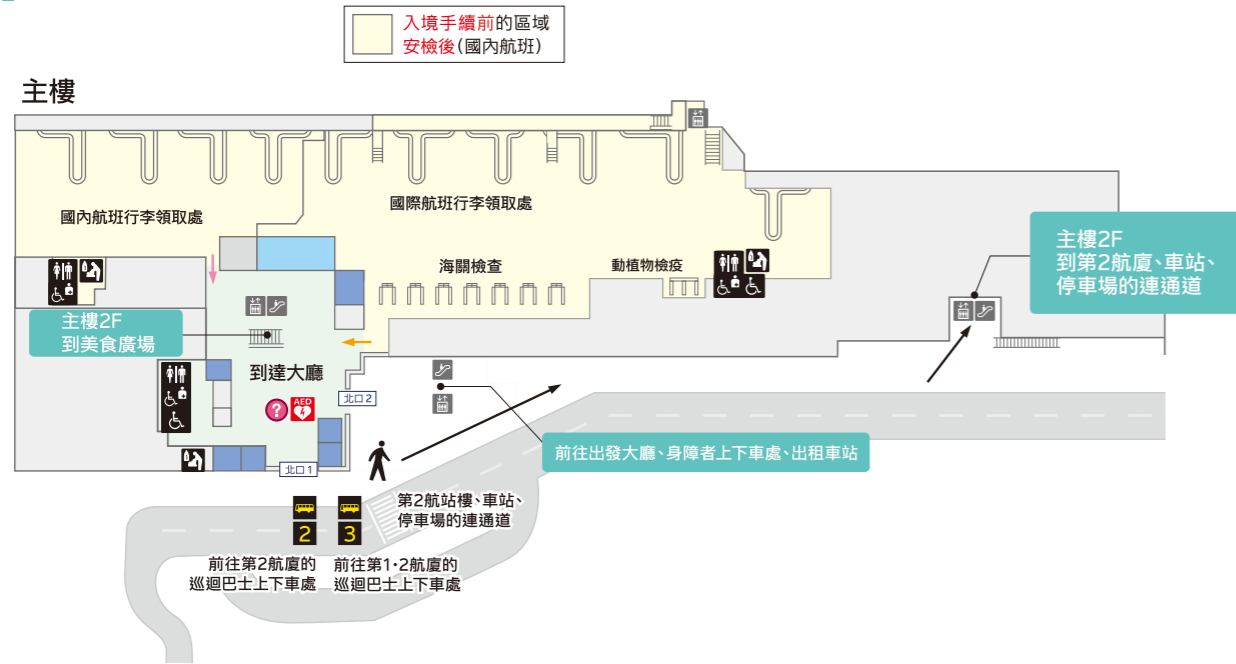 入境手續前的區域
安檢後(國內航班)
主樓
國內航班行李領取處
國際航班行李領取處
海關檢查
動植物檢疫
主樓2F
到第2航廈、車站、
停車場的連通道
主樓2F
到美食廣場
到達大廳
?
AED
北口2
北口1
前往出發大廳、身障者上下車處、出租車站
第2航站樓、車站、
停車場的連通道
2
3
前往第2航廈的
巡迴巴士上下車處
前往第1・2航廈的
巡迴巴士上下車處